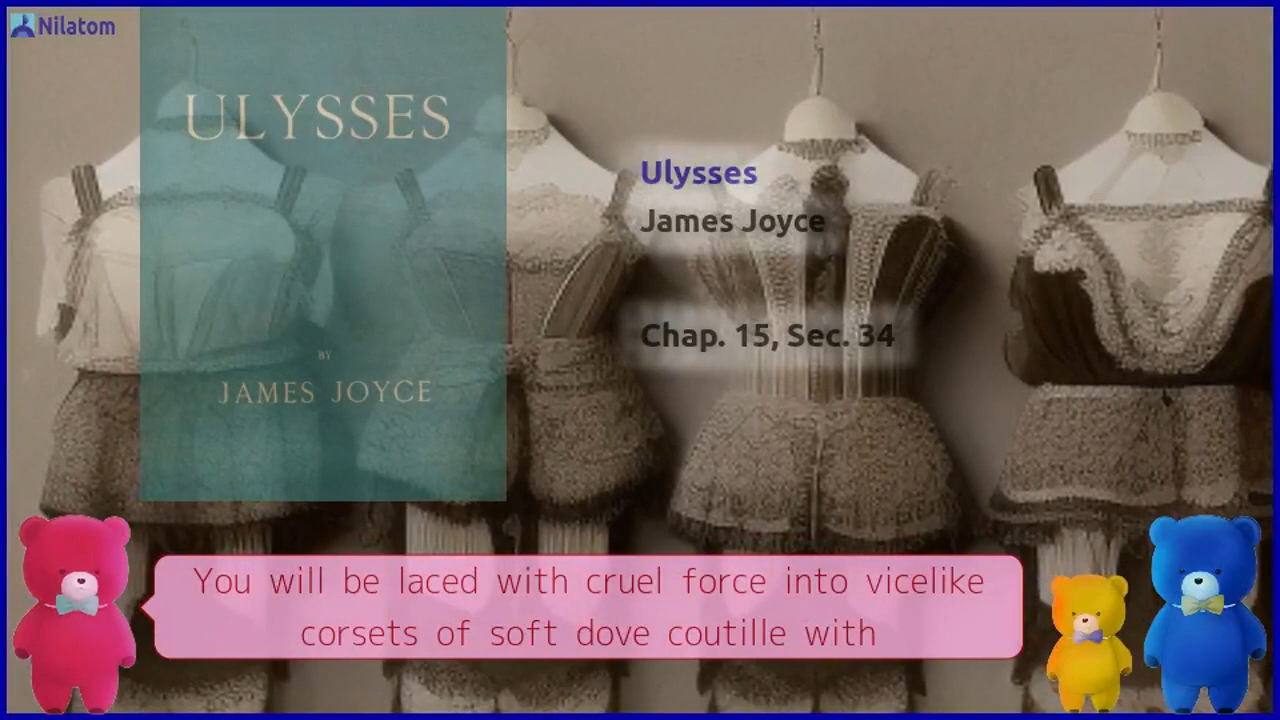 Nilatom
ULYSSES
BY
JAMES JOYCE
Ulysses
James Joyce
Chap. 15, Sec. 34
You will be laced with cruel force into vicelike
corsets of soft dove coutille with